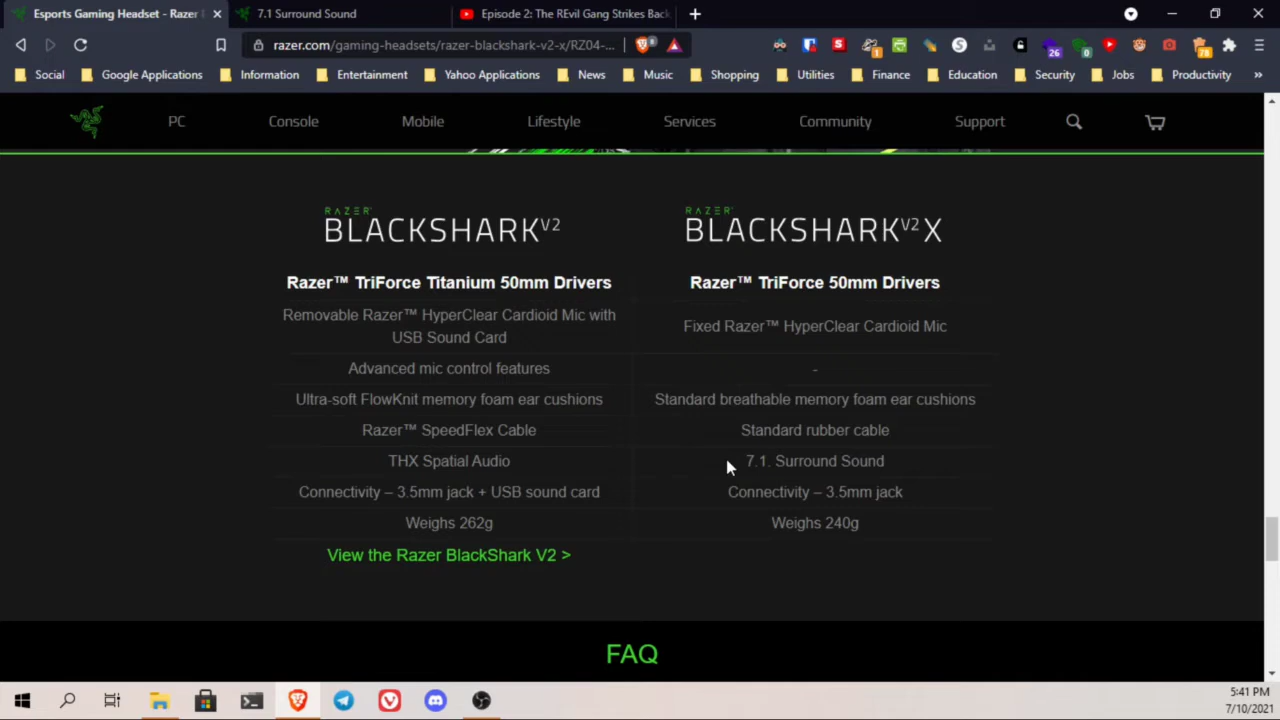 Esports Gaming Headset - Razer
7.1 Surround Sound
Episode 2: The REvil Gang Strikes Back
razer.com/gaming-headsets/razer-blackshark-v2-x/RZ04-...
1
26
0
78
Social
Google Applications
Information
Entertainment
Yahoo Applications
News
Music
Shopping
Utilities
Finance
Education
Security
Jobs
Productivity
»
PC
Console
Mobile
Lifestyle
Services
Community
Support
RAZER
BLACKSHARK V2
RAZER
BLACKSHARK V2 X
Razer™ TriForce Titanium 50mm Drivers
Razer™ TriForce 50mm Drivers
Removable Razer™ HyperClear Cardioid Mic with
USB Sound Card
Fixed Razer™ HyperClear Cardioid Mic
Advanced mic control features
-
Ultra-soft FlowKnit memory foam ear cushions
Standard breathable memory foam ear cushions
Razer™ SpeedFlex Cable
Standard rubber cable
THX Spatial Audio
7.1. Surround Sound
Connectivity – 3.5mm jack + USB sound card
Connectivity – 3.5mm jack
Weighs 262g
Weighs 240g
View the Razer BlackShark V2 >
FAQ
5:41 PM
7/10/2021